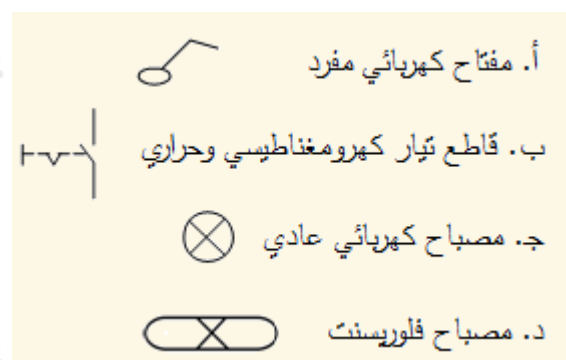 أ. مفتاح كهربائي مفرد
ب. قاطع تيار كهرومغناطيسي وحراري
ج. مصباح كهربائي عادي
د. مصباح فلوريسنت